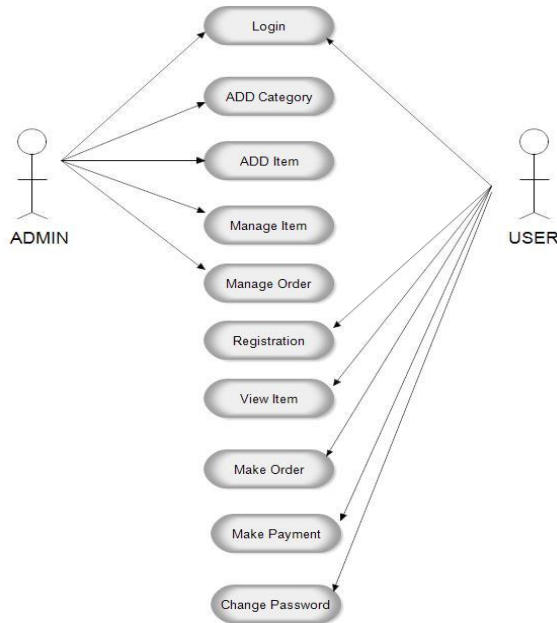 Login
ADD Category
ADD Item
Manage Item
ADMIN
USER
Manage Order
Registration
View Item
Make Order
Make Payment
Change Password